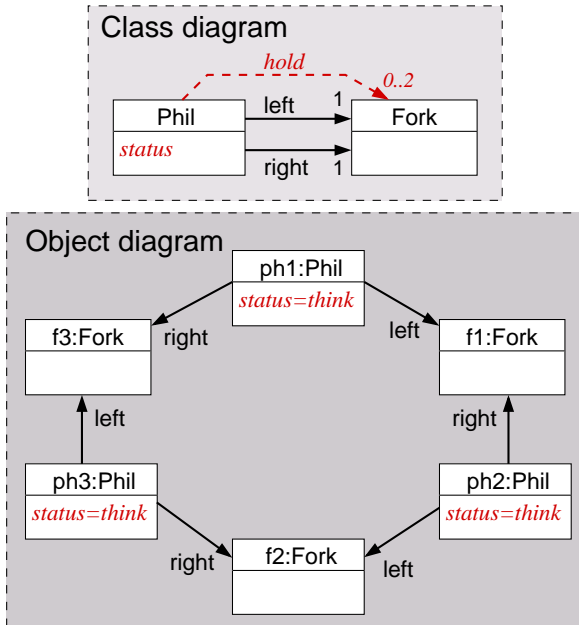 Class diagram
hold
0..2
Phil
left
1
Fork
status
right
1
Object diagram
ph1:Phil
status=think
right
left
f3:Fork
f1:Fork
left
right
ph3:Phil
ph2:Phil
status=think
status=think
right
f2:Fork
left